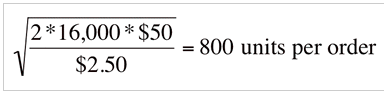 √(2*16,000*$50 / $2.50) = 800 units per order